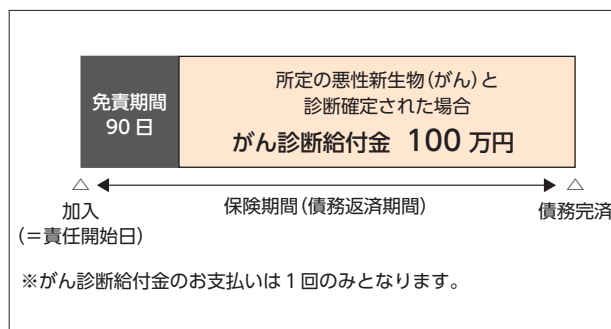 免責期間
90日
所定の悪性新生物(がん)と
診断確定された場合
がん診断給付金 100万円
△
△
加入
(=責任開始日)
保険期間(債務返済期間)
債務完済
※がん診断給付金のお支払いは1回のみとなります。